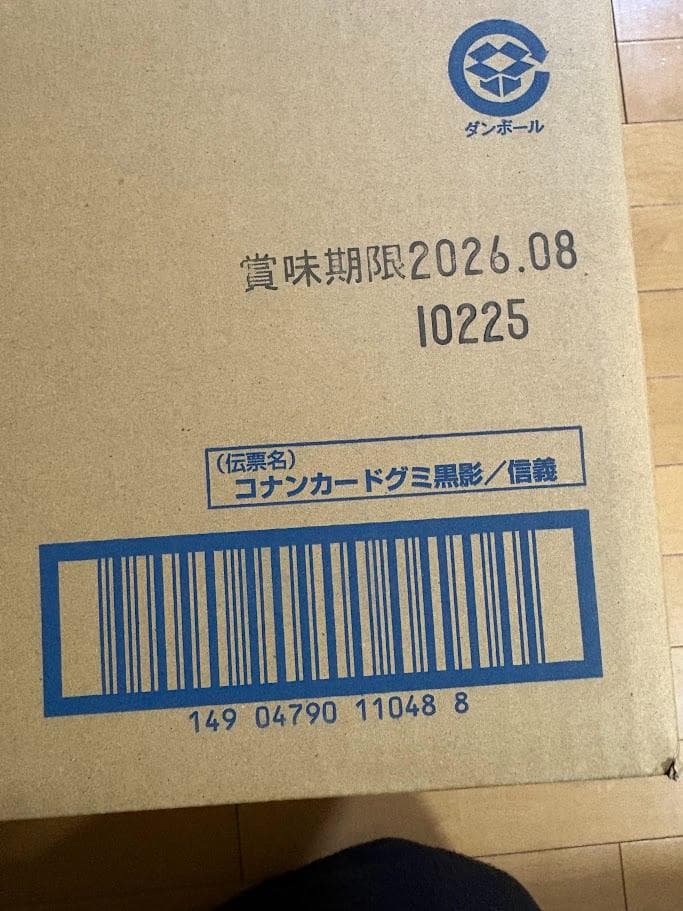 ダンボール
賞味期限2026.08
10225
(伝票名)
コナンカードグミ黒影／信義
149 04790 11048 8